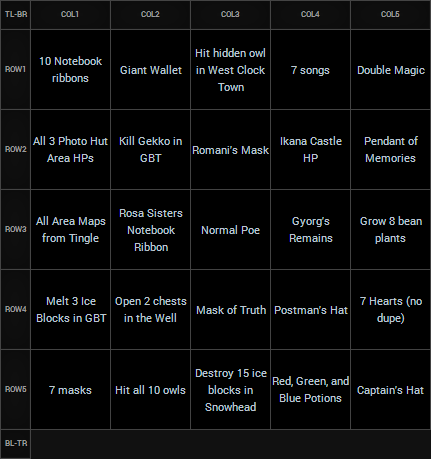 TL-BR COL1 COL2 COL3 COL4 COL5
ROW1
10 Notebook
ribbons
Giant Wallet
Hit hidden owl
in West Clock
Town
7 songs
Double Magic
ROW2
All 3 Photo Hut
Area HPs
Kill Gekko in
GBT
Romani's Mask
Ikana Castle
HP
Pendant of
Memories
ROW3
All Area Maps
from Tingle
Rosa Sisters
Notebook
Ribbon
Normal Poe
Gyorg's
Remains
Grow 8 bean
plants
ROW4
Melt 3 Ice
Blocks in GBT
Open 2 chests
in the Well
Mask of Truth
Postman's Hat
7 Hearts (no
dupe)
ROW5
7 masks
Hit all 10 owls
Destroy 15 ice
blocks in
Snowhead
Red, Green, and
Blue Potions
Captain's Hat
BL-TR